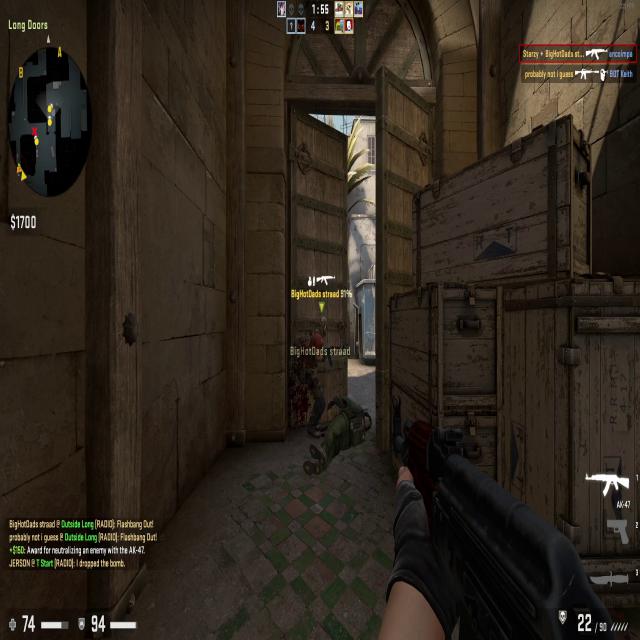 Long Doors
A
B
$1700
1:55
4 3
Starzy + BigHotDads st..
probably not i guess BOT Keith
BigHotDads straad 91%
BigHotDads straad
BigHotDads straad @ Outside Long [RADIO]: Flashbang Out!
probably not i guess @ Outside Long [RADIO]: Flashbang Out!
+$150: Award for neutralizing an enemy with the AK-47.
JERSON @ T Start [RADIO]: I dropped the bomb.
1
AK-47
2
3
74
94
22 / 90